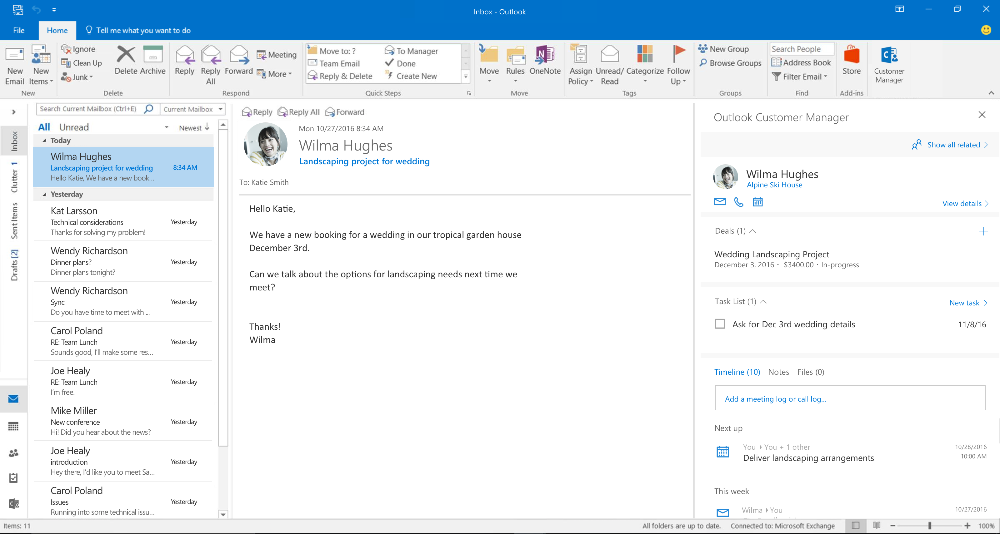 Inbox - Outlook
File
Home
Tell me what you want to do
New Email
New Items
New
Ignore
Clean Up
Junk
Delete
Archive
Delete
Reply
Reply All
Forward
Meeting
More
Respond
Move to: ?
Team Email
Reply & Delete
To Manager
Done
Create New
Quick Steps
Move
Rules
OneNote
Move
Assign Policy
Unread/ Read
Categorize
Follow Up
Tags
New Group
Browse Groups
Groups
Search People
Address Book
Filter Email
Find
Store
Add-ins
Customer Manager
Inbox
Clutter 1
Sent Items
Drafts [2]
Search Current Mailbox (Ctrl+E)
Current Mailbox
All
Unread
Newest
Today
Wilma Hughes
Landscaping project for wedding 8:34 AM
Hello Katie, We have a new book...
Yesterday
Kat Larsson
Technical considerations Yesterday
Thanks for solving my problem!
Wendy Richardson
Dinner plans? Yesterday
Dinner plans tonight?
Wendy Richardson
Sync Yesterday
Do you have time to meet with ...
Carol Poland
RE: Team Lunch Yesterday
Sounds good, I'll make some res...
Joe Healy
RE: Team Lunch Yesterday
I'm free.
Mike Miller
New conference Yesterday
Hi! Did you hear about the news?
Joe Healy
introduction Yesterday
Hey there, I'd like you to meet Sa...
Carol Poland
Issues Yesterday
Running into some technical issu...
Reply
Reply All
Forward
Mon 10/27/2016 8:34 AM
Wilma Hughes
Landscaping project for wedding
To: Katie Smith
Hello Katie,
We have a new booking for a wedding in our tropical garden house
December 3rd.
Can we talk about the options for landscaping needs next time we
meet?
Thanks!
Wilma
Outlook Customer Manager
Show all related
Wilma Hughes
Alpine Ski House
View details
Deals (1)
Wedding Landscaping Project
December 3, 2016 · $3400.00 · In-progress
Task List (1)
New task
Ask for Dec 3rd wedding details 11/8/16
Timeline (10) Notes Files (0)
Add a meeting log or call log...
Next up
You You + 1 other 10/28/2016
Deliver landscaping arrangements 10:00 AM
This week
Wilma You 10/27/2016
Items: 11
All folders are up to date.
Connected to: Microsoft Exchange
100%